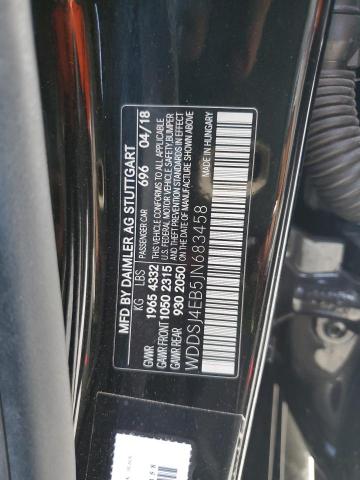 MFD BY DAIMLER AG STUTTGART
KG LBS PASSENGER CAR 696 04/18
GVWR 1965 4332 THIS VEHICLE CONFORMS TO ALL APPLICABLE
GAWR FRONT 1050 2315 U.S. FEDERAL MOTOR VEHICLE SAFETY, BUMPER
GAWR REAR 930 2050 AND THEFT PREVENTION STANDARDS IN EFFECT
ON THE DATE OF MANUFACTURE SHOWN ABOVE
MADE IN HUNGARY
WDDSJ4EB5JN683458